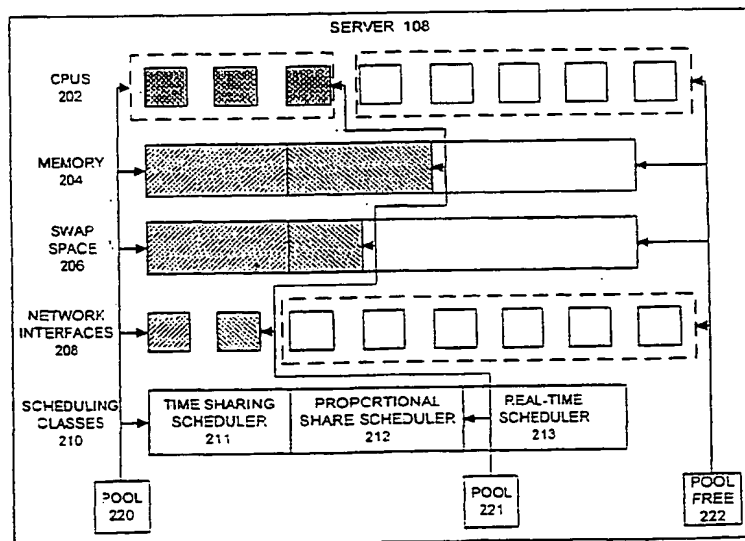 SERVER 108
CPUS
202
MEMORY
204
SWAP
SPACE
206
NETWORK
INTERFACES
208
SCHEDULING
CLASSES
210
TIME SHARING
SCHEDULER
211
PROPORTIONAL
SHARE SCHEDULER
212
REAL-TIME
SCHEDULER
213
POOL
220
POOL
221
POOL
FREE
222